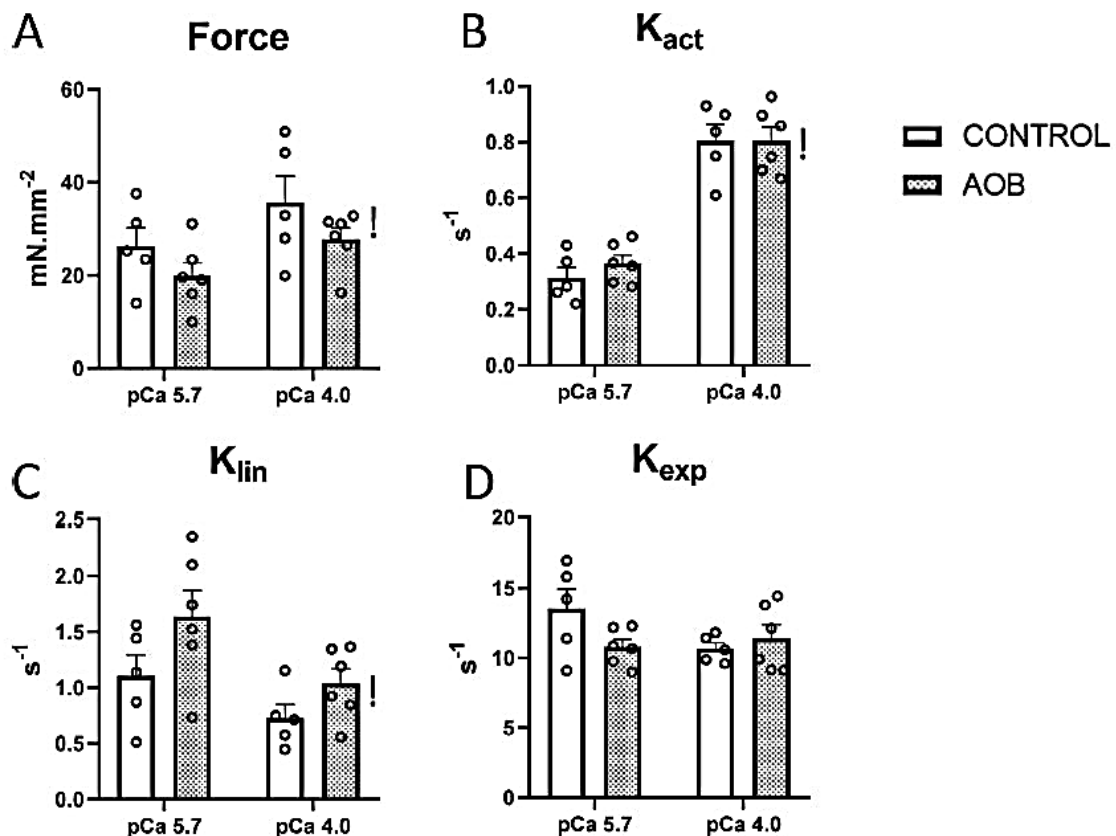 A Force
mN.mm-2
60
40
20
0
!
pCa 5.7 pCa 4.0
B Kact
s-1
1.0
0.8
0.6
0.4
0.2
0.0
!
pCa 5.7 pCa 4.0
CONTROL
AOB
C Klin
s-1
2.5
2.0
1.5
1.0
0.5
0.0
!
pCa 5.7 pCa 4.0
D Kexp
s-1
20
15
10
5
0
pCa 5.7 pCa 4.0